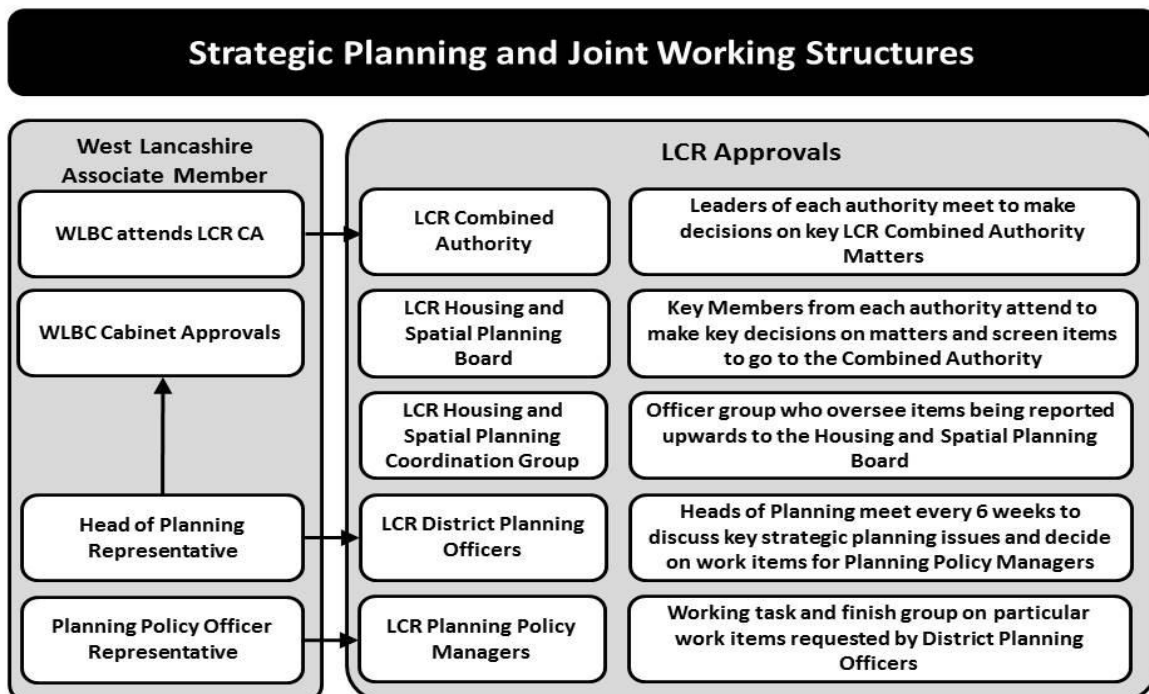 Strategic Planning and Joint Working Structures
West Lancashire
Associate Member
LCR Approvals
WLBC attends LCR CA
LCR Combined
Authority
Leaders of each authority meet to make
decisions on key LCR Combined Authority
Matters
WLBC Cabinet Approvals
LCR Housing and
Spatial Planning
Board
Key Members from each authority attend to
make key decisions on matters and screen items
to go to the Combined Authority
LCR Housing and
Spatial Planning
Coordination Group
Officer group who oversee items being reported
upwards to the Housing and Spatial Planning
Board
Head of Planning
Representative
LCR District Planning
Officers
Heads of Planning meet every 6 weeks to
discuss key strategic planning issues and decide
on work items for Planning Policy Managers
Planning Policy Officer
Representative
LCR Planning Policy
Managers
Working task and finish group on particular
work items requested by District Planning
Officers